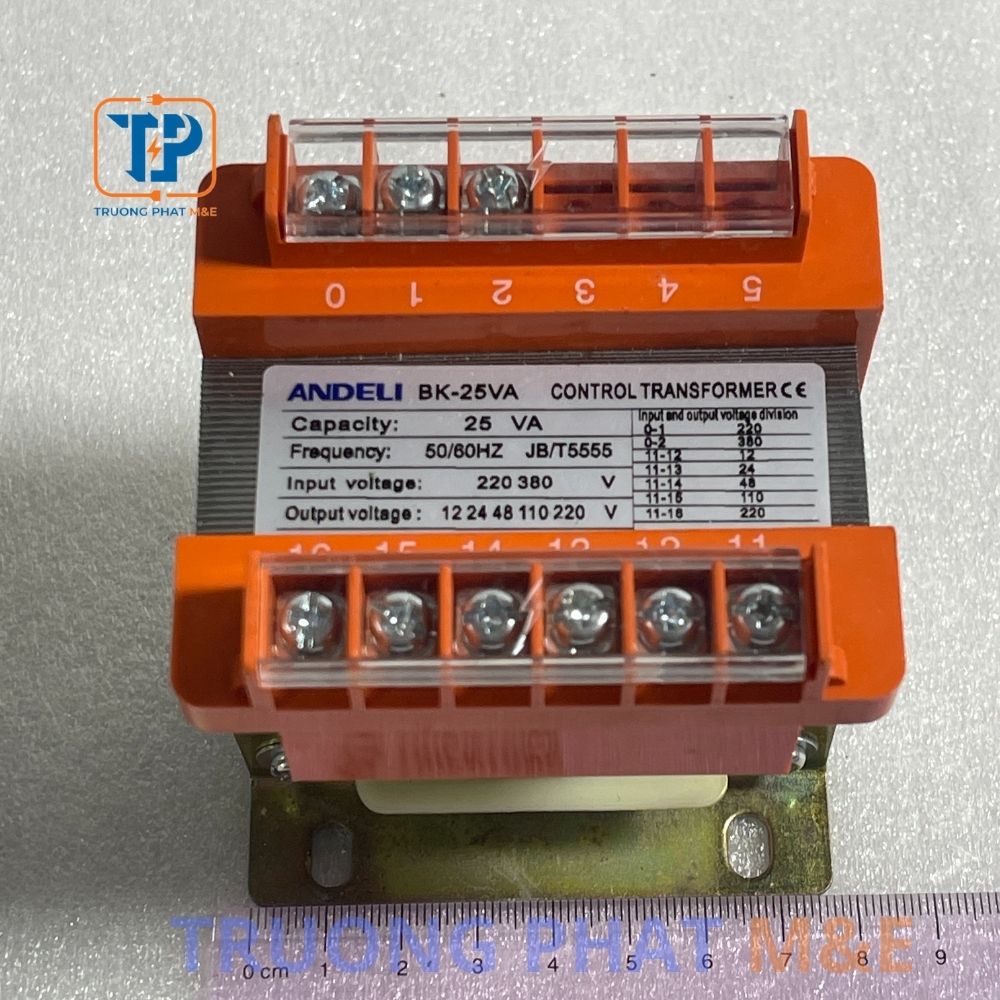 TP
TRUONG PHAT M&E
0 1 2 3 4 5
ANDELI BK-25VA CONTROL TRANSFORMER CE
Capacity: 25 VA
Frequency: 50/60HZ JB/T5555
Input voltage: 220 380 V
Output voltage: 12 24 48 110 220 V
Input and output voltage division
0-1 220
0-2 380
11-12 12
11-13 24
11-14 48
11-15 110
11-16 220
16 15 14 13 12 11
TRUONG PHAT M&E
0 cm 1 2 3 4 5 6 7 8 9